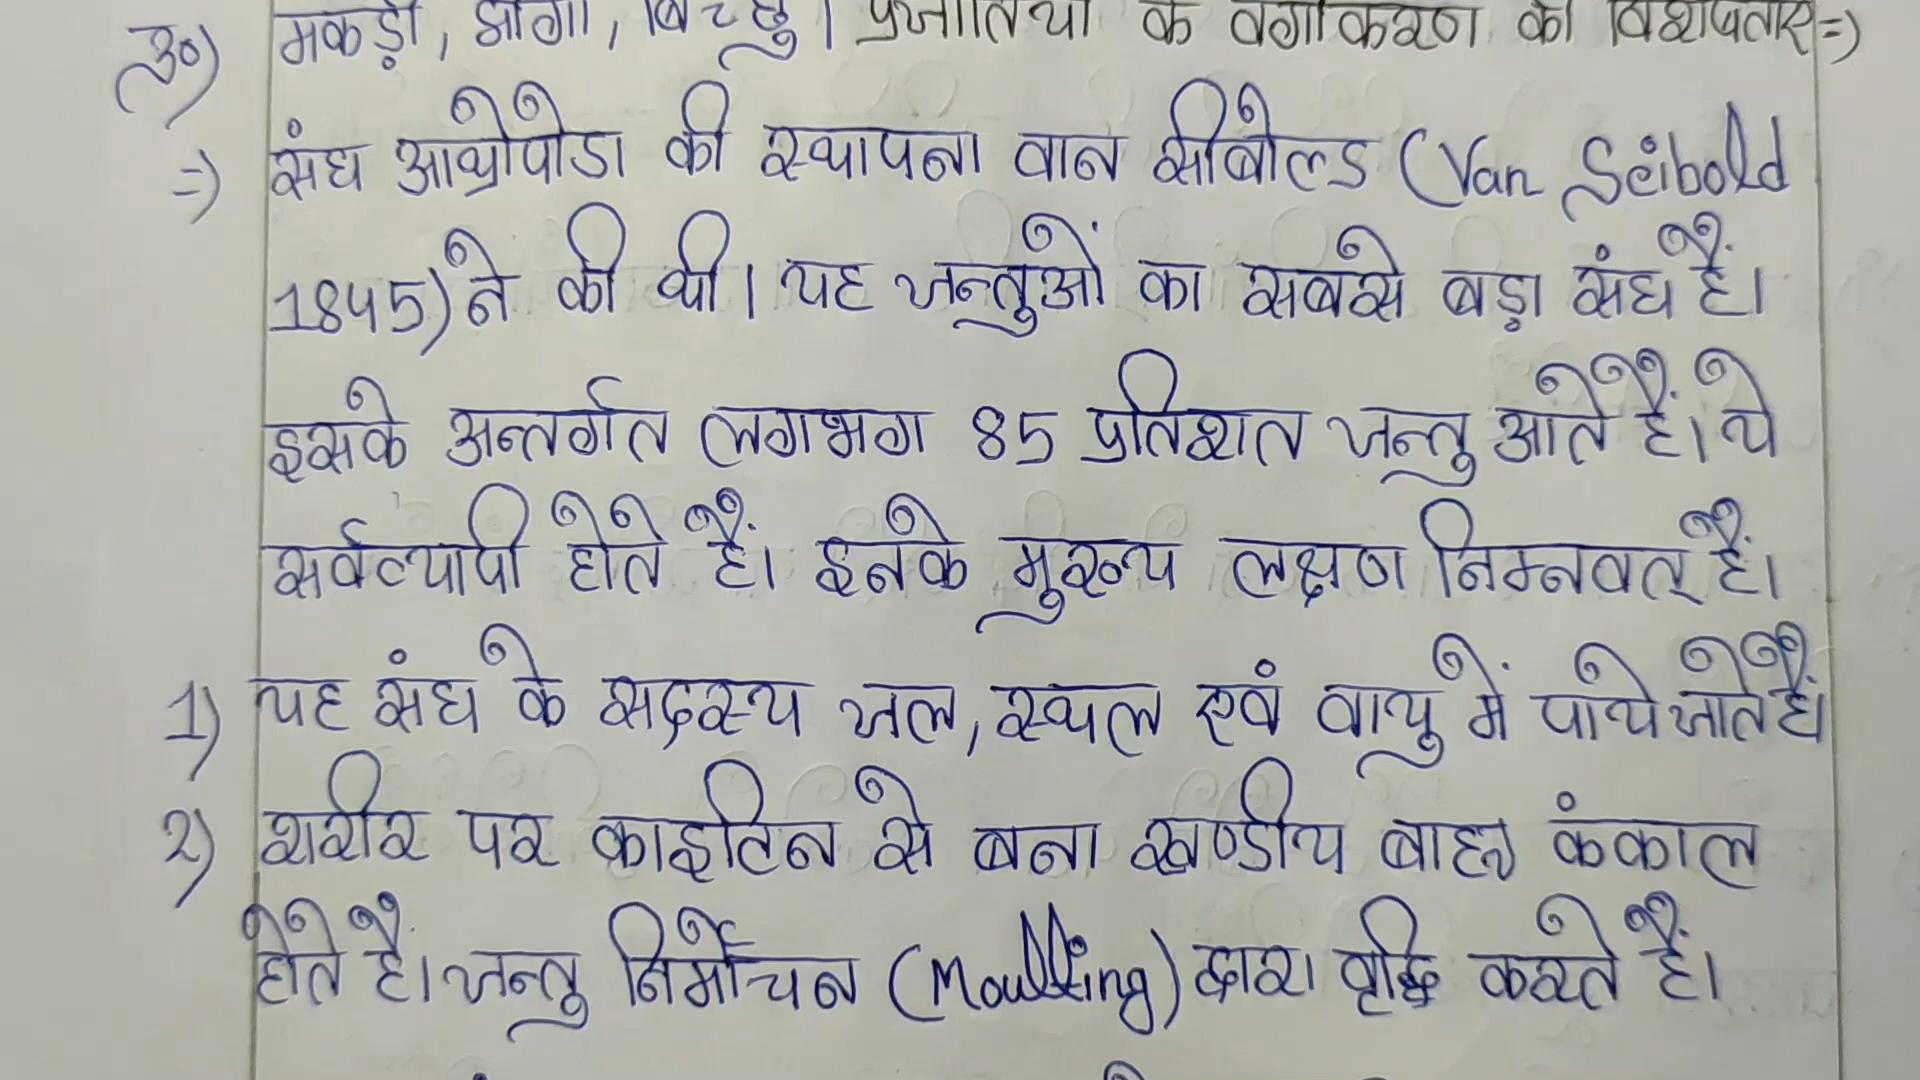 उ०) मकड़ी, झींगा, बिच्छु। प्रजातियों के वर्गीकरण की विशेषताएं =)
=) संघ आर्थ्रोपोडा की स्थापना वान सीबोल्ड (Van Seibold
1845) ने की थी। यह जन्तुओं का सबसे बड़ा संघ है।
इसके अन्तर्गत लगभग 85 प्रतिशत जन्तु आते हैं। ये
सर्वव्यापी होते हैं। इनके मुख्य लक्षण निम्नवत् हैं।
1) यह संघ के सदस्य जल, स्थल एवं वायु में पाये जाते हैं।
2) शरीर पर काइटिन से बना खण्डीय बाह्य कंकाल
होते है। जन्तु निर्मोचन (Moulting) द्वारा वृद्धि करते हैं।